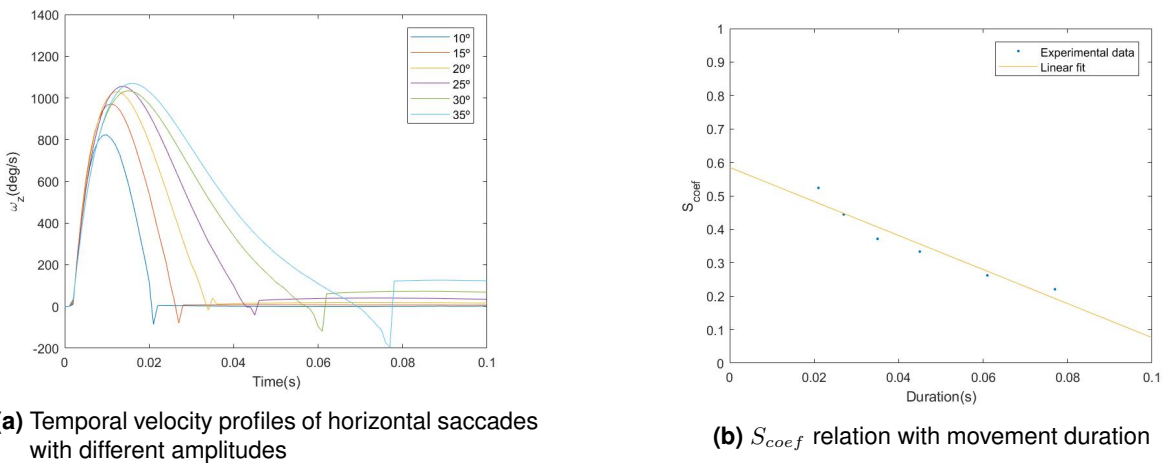 1400
1200
1000
800
600
400
200
0
-200
ω_z(deg/s)
0
0.02
0.04
0.06
0.08
0.1
Time(s)
10º
15º
20º
25º
30º
35º
(a) Temporal velocity profiles of horizontal saccades
with different amplitudes
1
0.9
0.8
0.7
0.6
0.5
0.4
0.3
0.2
0.1
0
S_coef
0
0.02
0.04
0.06
0.08
0.1
Duration(s)
Experimental data
Linear fit
(b) S_coef relation with movement duration